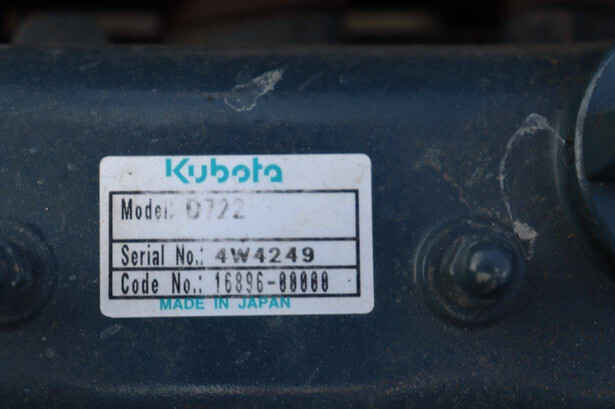 Kubota
Model: D722
Serial No.: 4W4249
Code No.: 16896-00000
MADE IN JAPAN